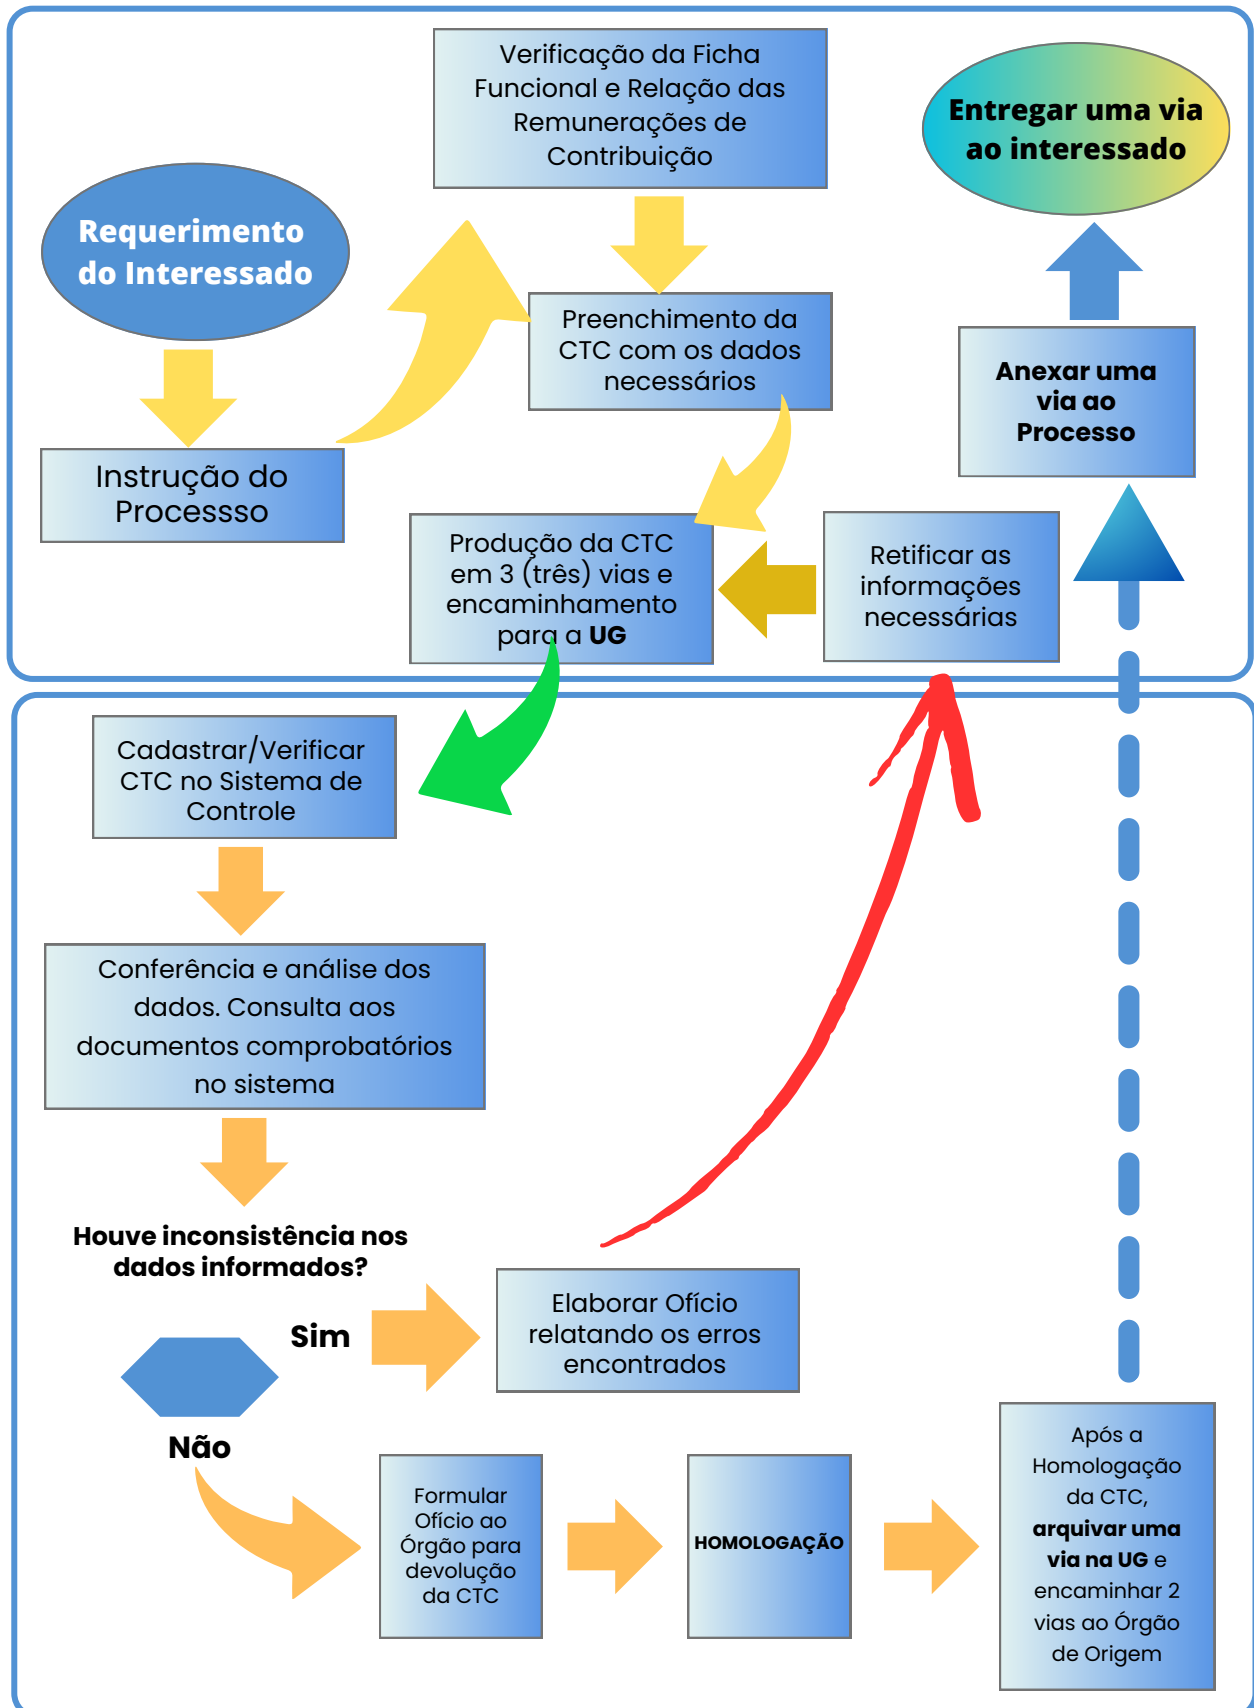 Requerimento
do Interessado
Instrução do
Processso
Verificação da Ficha
Funcional e Relação das
Remunerações de
Contribuição
Preenchimento da
CTC com os dados
necessários
Produção da CTC
em 3 (três) vias e
encaminhamento
para a UG
Retificar as
informações
necessárias
Anexar uma
via ao
Processo
Entregar uma via
ao interessado
Cadastrar/Verificar
CTC no Sistema de
Controle
Conferência e análise dos
dados. Consulta aos
documentos comprobatórios
no sistema
Houve inconsistência nos
dados informados?
Sim
Elaborar Ofício
relatando os erros
encontrados
Não
Formular
Ofício ao
Órgão para
devolução
da CTC
HOMOLOGAÇÃO
Após a
Homologação
da CTC,
arquivar uma
via na UG e
encaminhar 2
vias ao Órgão
de Origem